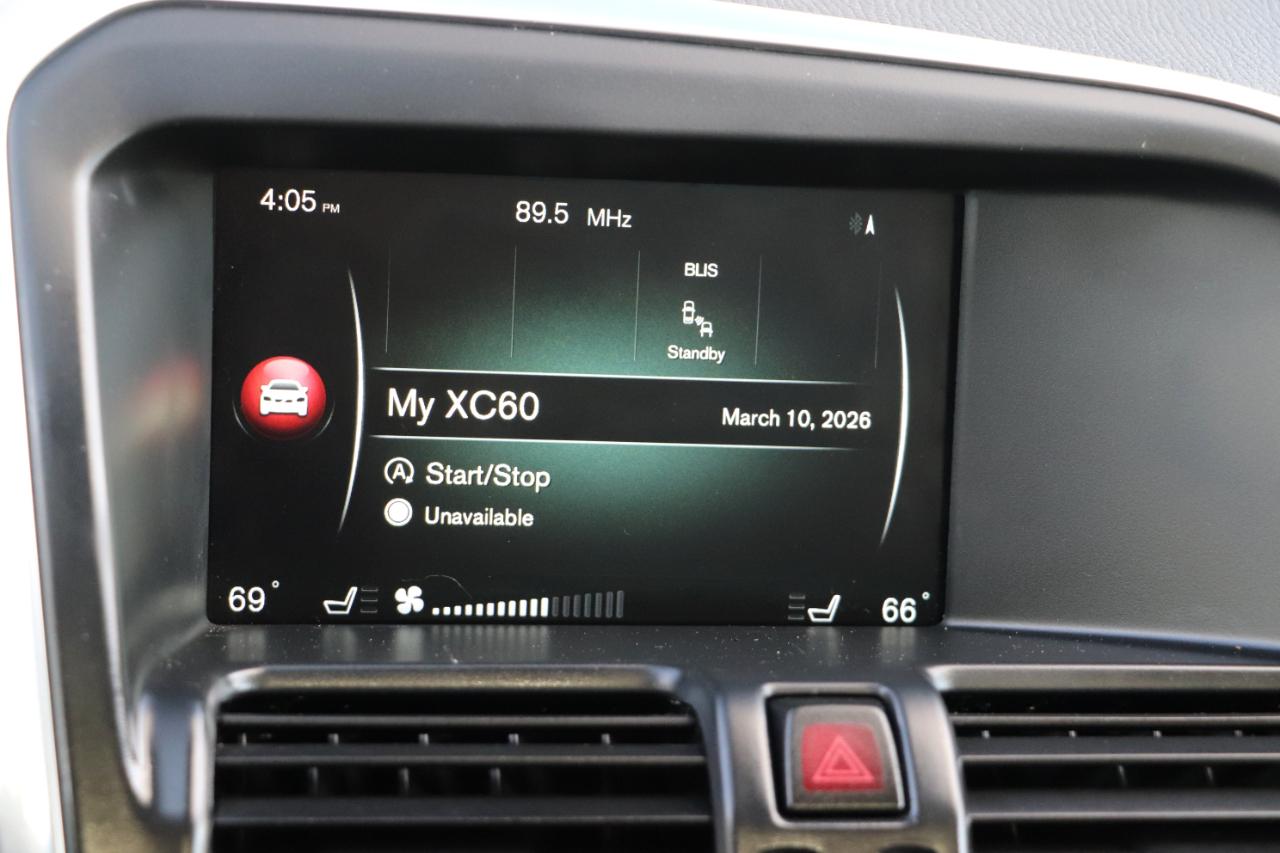 4:05 PM
89.5 MHz
BLIS
Standby
My XC60
March 10, 2026
Start/Stop
Unavailable
69°
66°